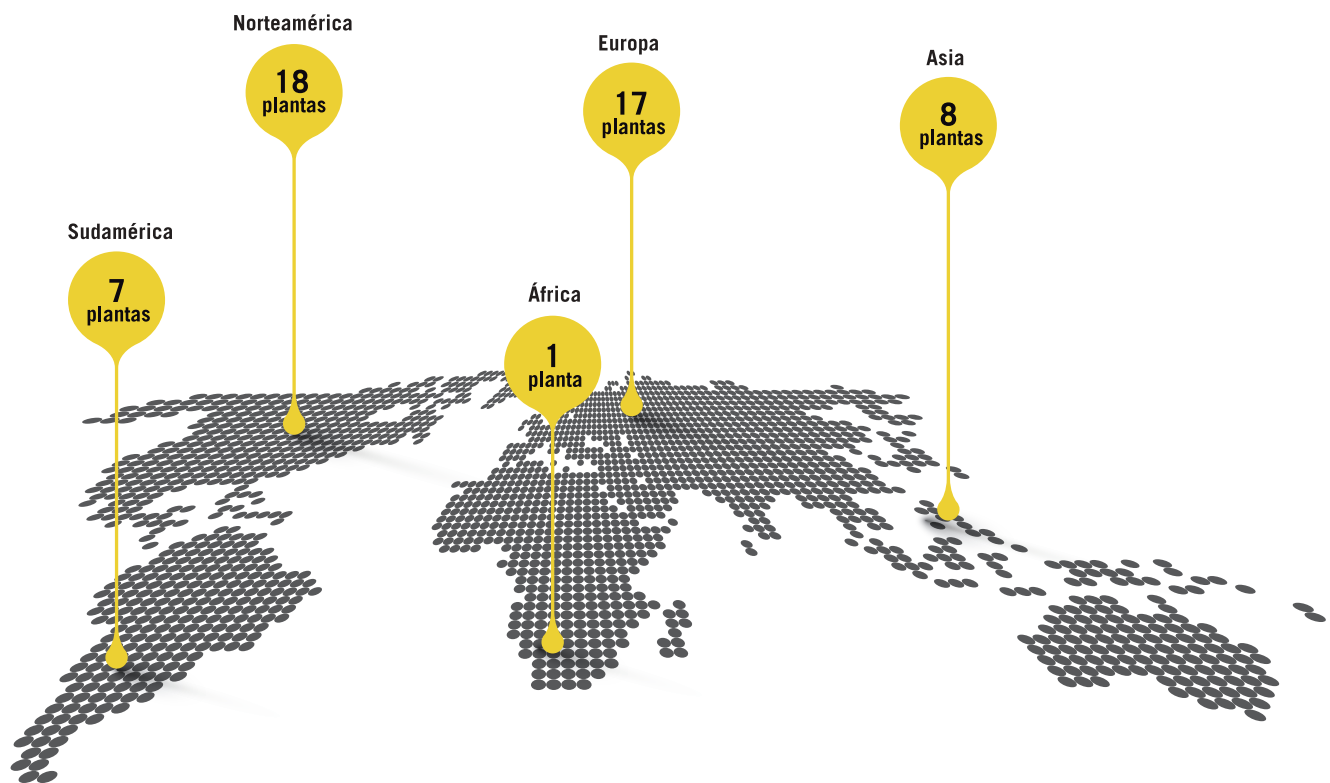 Norteamérica
18
plantas
Europa
17
plantas
Asia
8
plantas
Sudamérica
7
plantas
África
1
planta